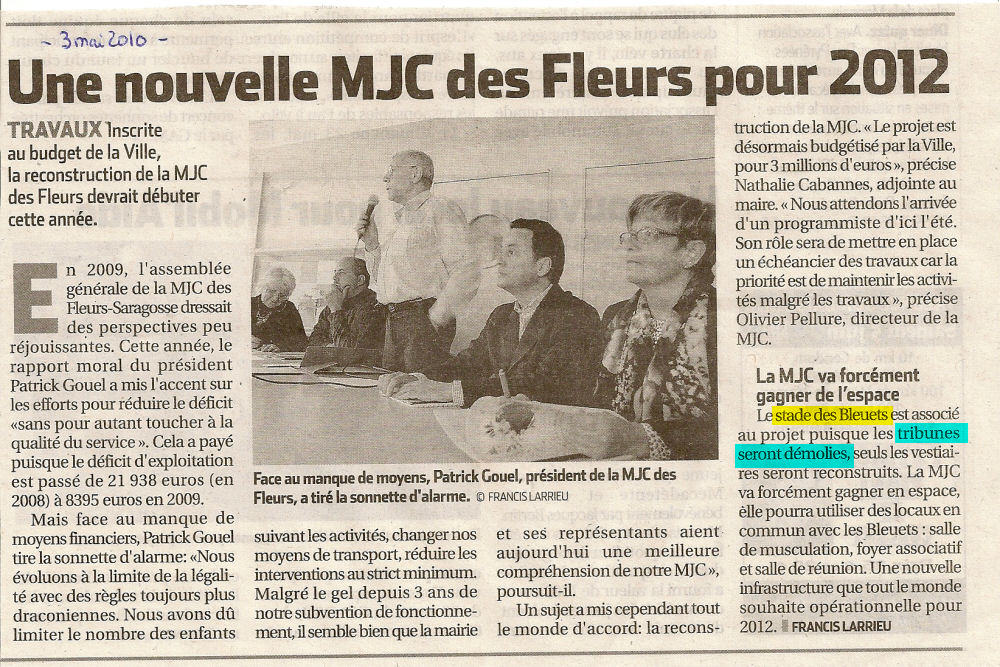 - 3 mai 2010 -
Une nouvelle MJC des Fleurs pour 2012
TRAVAUX Inscrite
au budget de la Ville,
la reconstruction de la MJC
des Fleurs devrait débuter
cette année.
En 2009, l'assemblée
générale de la MJC des
Fleurs-Saragosse dressait
des perspectives peu
réjouissantes. Cette année, le
rapport moral du président
Patrick Gouel a mis l'accent sur
les efforts pour réduire le déficit
«sans pour autant toucher à la
qualité du service ». Cela a payé
puisque le déficit d'exploitation
est passé de 21 938 euros (en
2008) à 8395 euros en 2009.
Mais face au manque de
moyens financiers, Patrick Gouel
tire la sonnette d'alarme: «Nous
évoluons à la limite de la légali-
té avec des règles toujours plus
draconiennes. Nous avons dû
limiter le nombre des enfants
Face au manque de moyens, Patrick Gouel, président de la MJC des
Fleurs, a tiré la sonnette d'alarme. © FRANCIS LARRIEU
suivant les activités, changer nos
moyens de transport, réduire les
interventions au strict minimum.
Malgré le gel depuis 3 ans de
notre subvention de fonctionne-
ment, il semble bien que la mairie
et ses représentants aient
aujourd'hui une meilleure
compréhension de notre MJC »,
poursuit-il.
Un sujet a mis cependant tout
le monde d'accord: la recons-
truction de la MJC. « Le projet est
désormais budgétisé par la Ville,
pour 3 millions d'euros », précise
Nathalie Cabannes, adjointe au
maire. « Nous attendons l'arrivée
d'un programmiste d'ici l'été.
Son rôle sera de mettre en place
un échéancier des travaux car la
priorité est de maintenir les activi-
tés malgré les travaux », précise
Olivier Pellure, directeur de la
MJC.
La MJC va forcément
gagner de l'espace
Le stade des Bleuets est associé
au projet puisque les tribunes
seront démolies, seuls les vestiai-
res seront reconstruits. La MJC
va forcément gagner en espace,
elle pourra utiliser des locaux en
commun avec les Bleuets : salle
de musculation, foyer associatif
et salle de réunion. Une nouvelle
infrastructure que tout le monde
souhaite opérationnelle pour
2012. FRANCIS LARRIEU